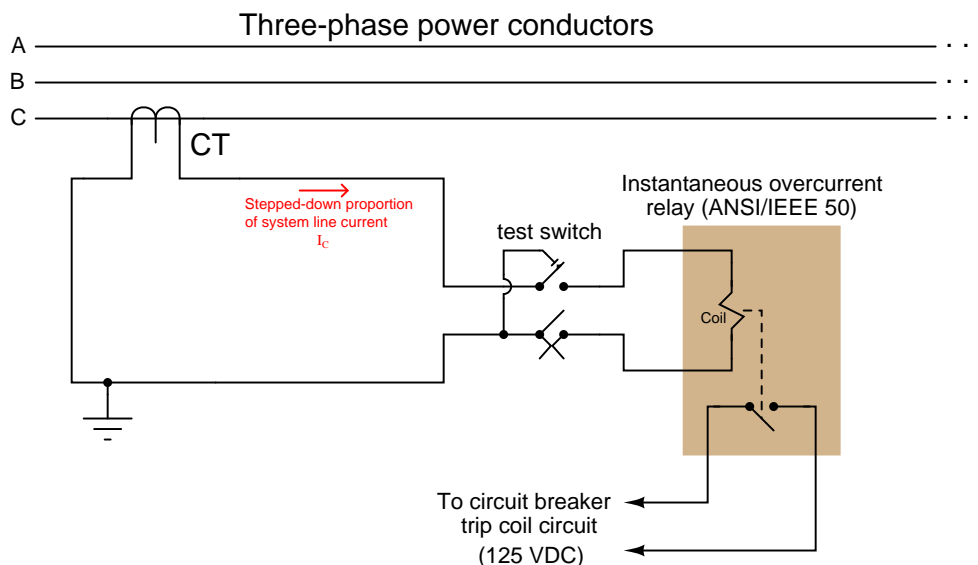 Three-phase power conductors
A
B
C
CT
Stepped-down proportion
of system line current
I_C
Instantaneous overcurrent
relay (ANSI/IEEE 50)
test switch
Coil
To circuit breaker
trip coil circuit
(125 VDC)